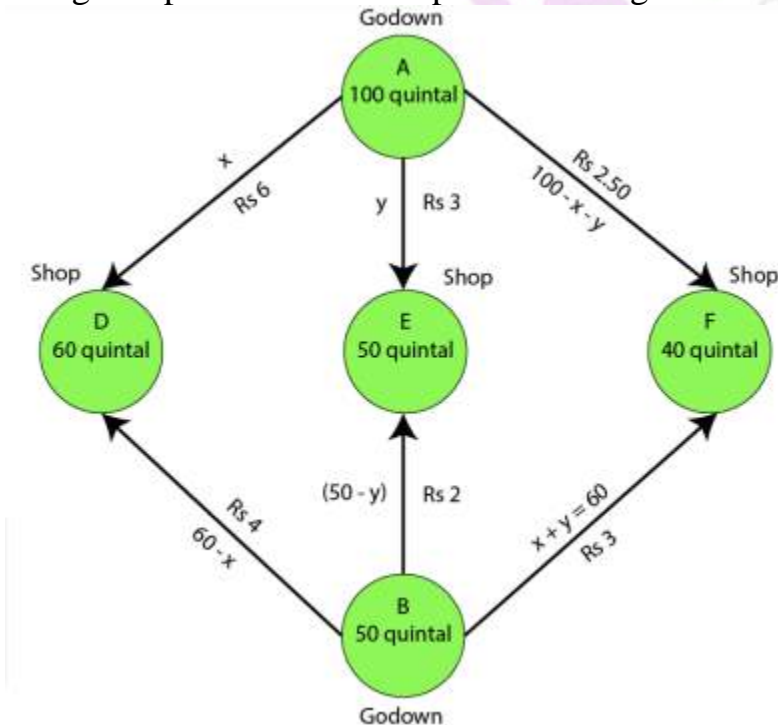 Godown
A
100 quintal
x
Rs 6
y
Rs 3
Rs 2.50
100 - x - y
Shop
D
60 quintal
Shop
E
50 quintal
Shop
F
40 quintal
Rs 4
60 - x
(50 - y)
Rs 2
x + y = 60
Rs 3
B
50 quintal
Godown